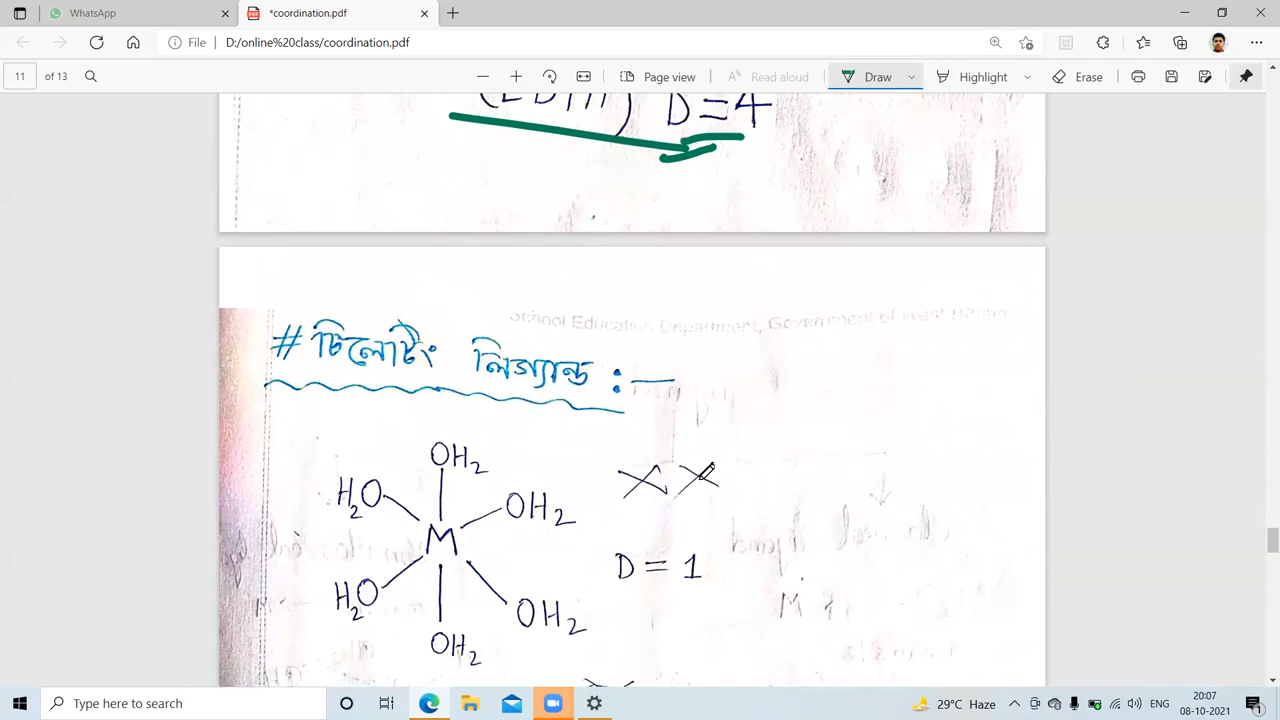 WhatsApp
*coordination.pdf
File D:/online%20class/coordination.pdf
11 of 13 Page view Read aloud Draw Highlight Erase
D = 4
School Education Department, Government of West Bengal
# চিলেটিং লিগ্যান্ড :—
OH2
H2O
OH2
M
D = 1
H2O
OH2
OH2
Type here to search
29°C Haze
ENG
20:07
08-10-2021
1